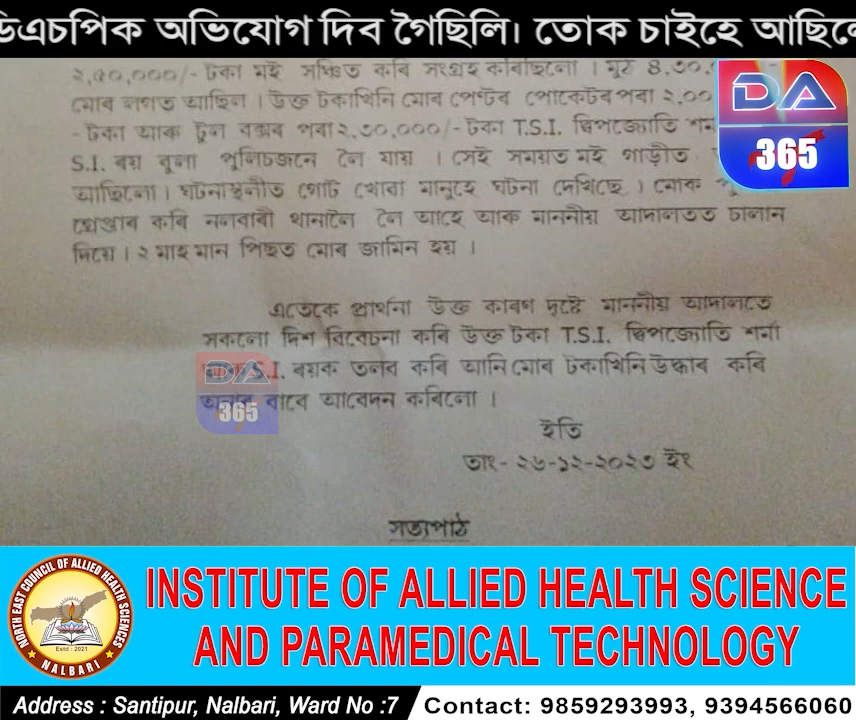 ডিএচপিক অভিযোগ দিব গৈছিলি। তোক চাইহে আছিলো
২,৫০,০০০/- টকা মই সঞ্চিত কৰি সংগ্ৰহ কৰিছিলো । মুঠ ৪,৩০,
মোৰ লগত আছিল । উক্ত টকাখিনি মোৰ পেণ্টৰ পোকেটৰ পৰা ২,০০
- টকা আৰু টুল বক্সৰ পৰা ২,৩০,০০০/- টকা T.S.I. দ্বিপজ্যোতি শৰ্মা
S.I. ৰয় বুলা পুলিচজনে লৈ যায় । সেই সময়ত মই গাড়ীত
আছিলো । ঘটনাস্থলীত গোট খোৱা মানুহে ঘটনা দেখিছে । মোক
গ্ৰেপ্তাৰ কৰি নলবাৰী থানালৈ লৈ আহে আৰু মাননীয় আদালতত চালান
দিয়ে । ২ মাহ মান পিছত মোৰ জামিন হয় ।
এতেকে প্ৰাৰ্থনা উক্ত কাৰণ দৃষ্টে মাননীয় আদালতে
সকলো দিশ বিবেচনা কৰি উক্ত টকা T.S.I. দ্বিপজ্যোতি শৰ্মা
S.I. ৰয়ক তলব কৰি আনি মোৰ টকাখিনি উদ্ধাৰ কৰি
বাবে আবেদন কৰিলো ।
ইতি
তাং- ২৬-১২-২০২৩ ইং
সত্যপাঠ
DA
365
DA
365
NORTH EAST COUNCIL OF ALLIED HEALTH SCIENCES
Estd : 2021
NALBARI
INSTITUTE OF ALLIED HEALTH SCIENCE
AND PARAMEDICAL TECHNOLOGY
Address : Santipur, Nalbari, Ward No :7
Contact: 9859293993, 9394566060